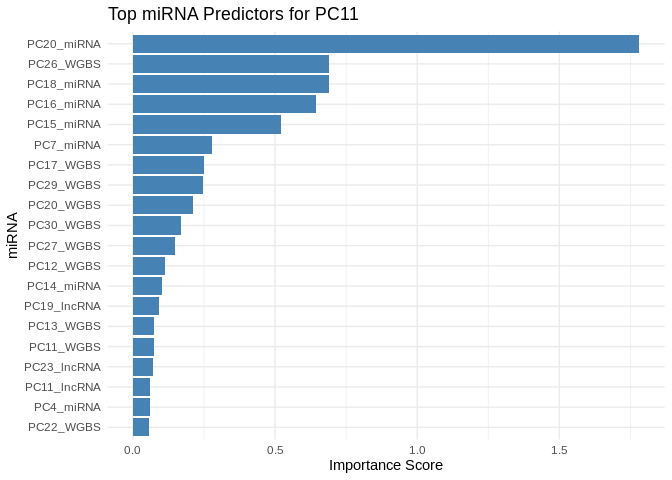 Top miRNA Predictors for PC11
miRNA
PC20_miRNA
PC26_WGBS
PC18_miRNA
PC16_miRNA
PC15_miRNA
PC7_miRNA
PC17_WGBS
PC29_WGBS
PC20_WGBS
PC30_WGBS
PC27_WGBS
PC12_WGBS
PC14_miRNA
PC19_lncRNA
PC13_WGBS
PC11_WGBS
PC23_lncRNA
PC11_lncRNA
PC4_miRNA
PC22_WGBS
0.0 0.5 1.0 1.5
Importance Score